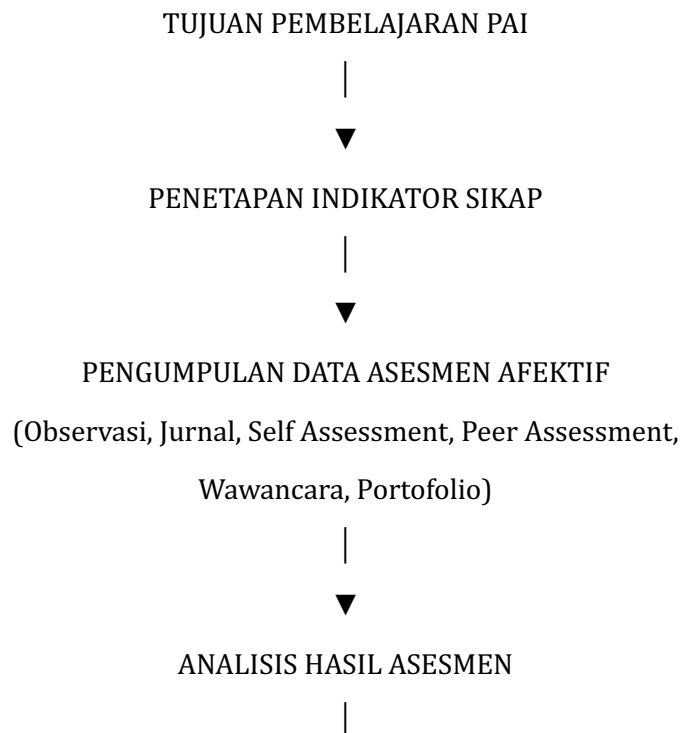 TUJUAN PEMBELAJARAN PAI
│
▼
PENETAPAN INDIKATOR SIKAP
│
▼
PENGUMPULAN DATA ASESMEN AFEKTIF
(Observasi, Jurnal, Self Assessment, Peer Assessment,
Wawancara, Portofolio)
│
▼
ANALISIS HASIL ASESMEN
│